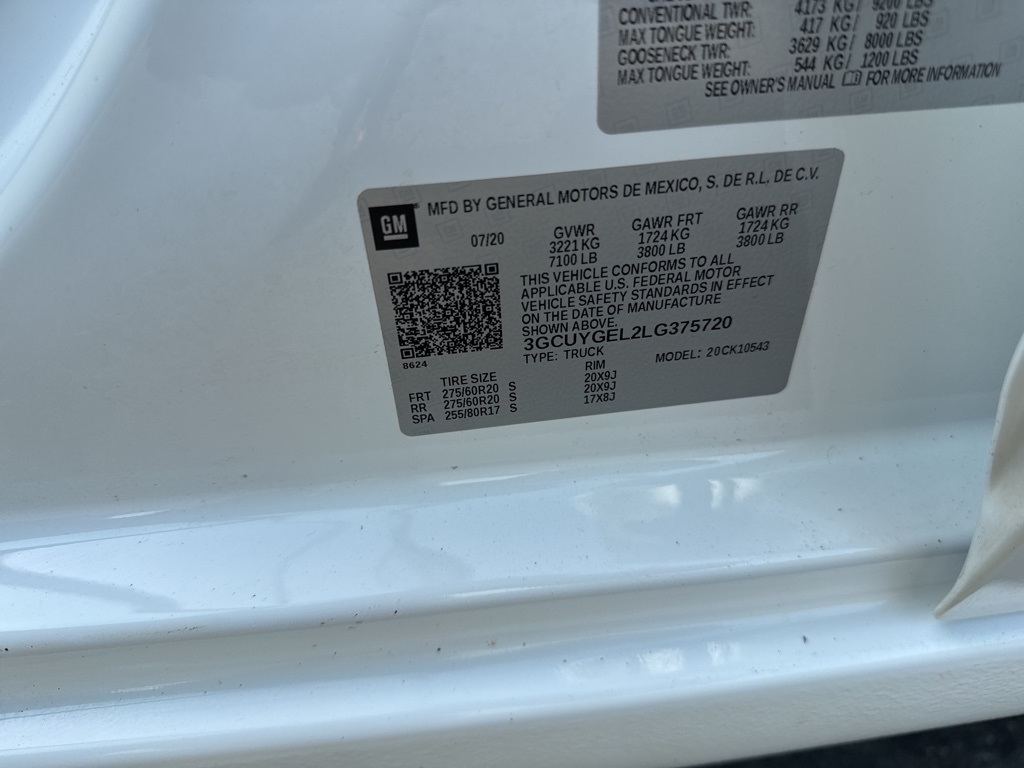 CONVENTIONAL TWR: 4173 KG/ 9200 LBS
MAX TONGUE WEIGHT: 417 KG/ 920 LBS
GOOSENECK TWR: 3629 KG/ 8000 LBS
MAX TONGUE WEIGHT: 544 KG/ 1200 LBS
SEE OWNER'S MANUAL FOR MORE INFORMATION
GM MFD BY GENERAL MOTORS DE MEXICO, S. DE R.L. DE C.V.
07/20 GVWR GAWR FRT GAWR RR
3221 KG 1724 KG 1724 KG
7100 LB 3800 LB 3800 LB
THIS VEHICLE CONFORMS TO ALL
APPLICABLE U.S. FEDERAL MOTOR
VEHICLE SAFETY STANDARDS IN EFFECT
ON THE DATE OF MANUFACTURE
SHOWN ABOVE.
3GCUYGEL2LG375720
8624 TYPE: TRUCK MODEL: 20CK10543
TIRE SIZE RIM
FRT 275/60R20 S 20X9J
RR 275/60R20 S 20X9J
SPA 255/80R17 S 17X8J